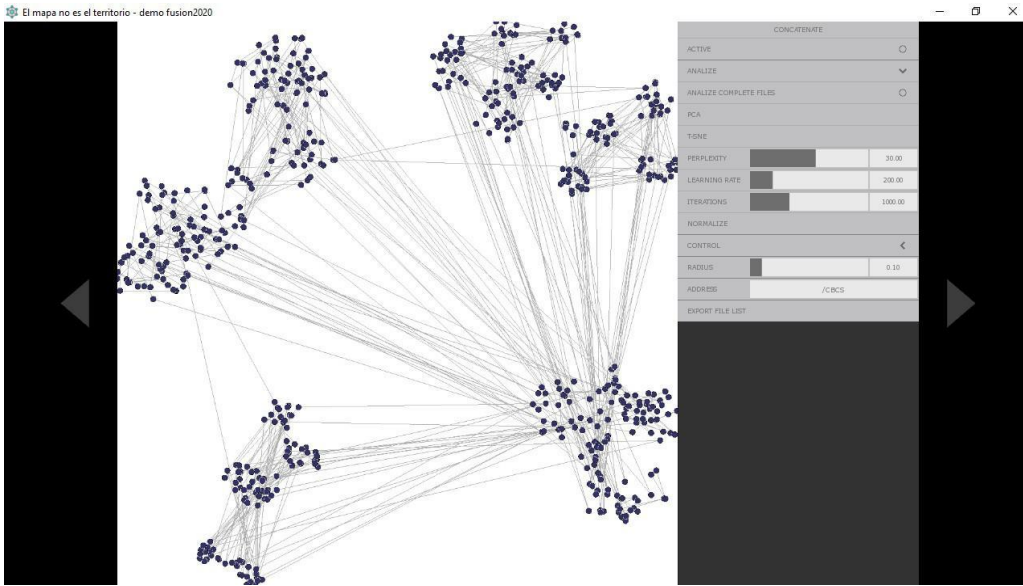 El mapa no es el territorio - demo fusion2020
CONCATENATE
ACTIVE
ANALIZE
ANALIZE COMPLETE FILES
PCA
T-SNE
PERPLEXITY 30.00
LEARNING RATE 200.00
ITERATIONS 1000.00
NORMALIZE
CONTROL
RADIUS 0.10
ADDRESS /CBCS
EXPORT FILE LIST